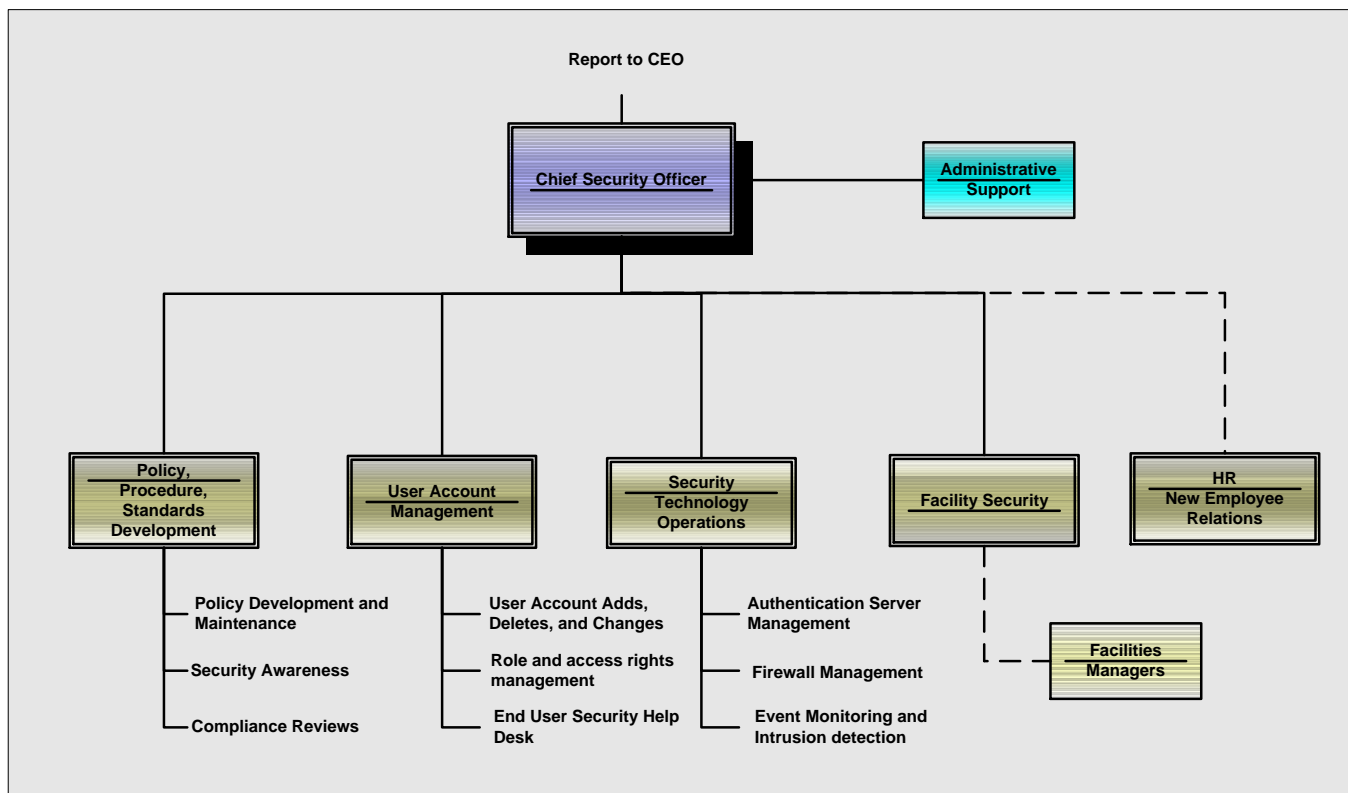 Report to CEO
Chief Security Officer
Administrative
Support
Policy,
Procedure,
Standards
Development
User Account
Management
Security
Technology
Operations
Facility Security
HR
New Employee
Relations
Policy Development and
Maintenance
Security Awareness
Compliance Reviews
User Account Adds,
Deletes, and Changes
Role and access rights
management
End User Security Help
Desk
Authentication Server
Management
Firewall Management
Event Monitoring and
Intrusion detection
Facilities
Managers